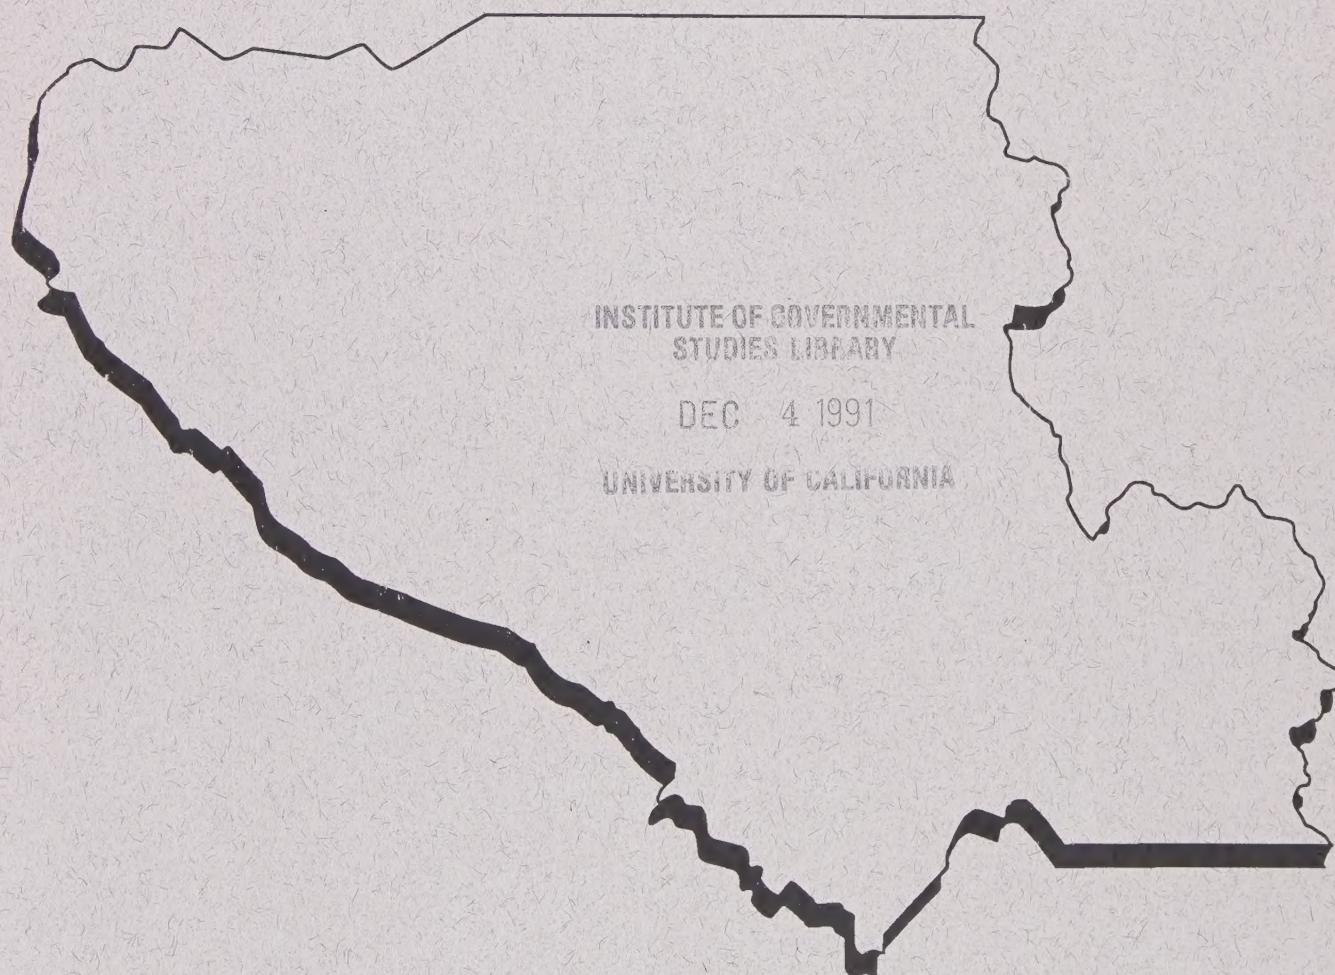 INSTITUTE OF GOVERNMENTAL
STUDIES LIBRARY
DEC 4 1991
UNIVERSITY OF CALIFORNIA